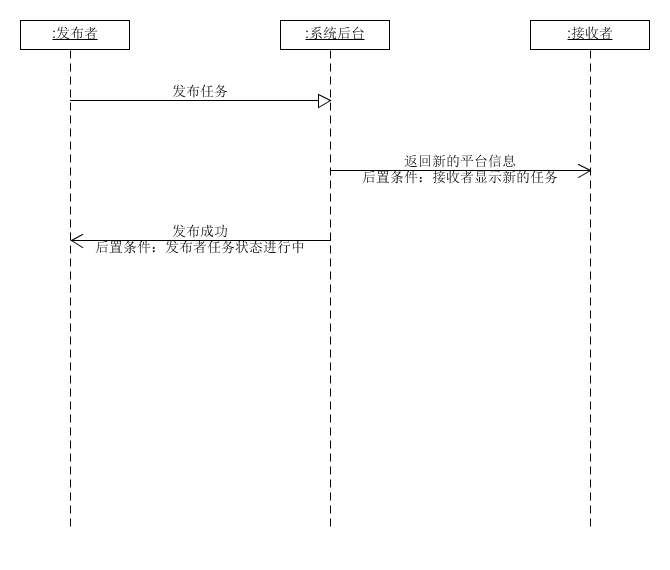 :发布者
:系统后台
:接收者
发布任务
返回新的平台信息
后置条件：接收者显示新的任务
发布成功
后置条件：发布者任务状态进行中